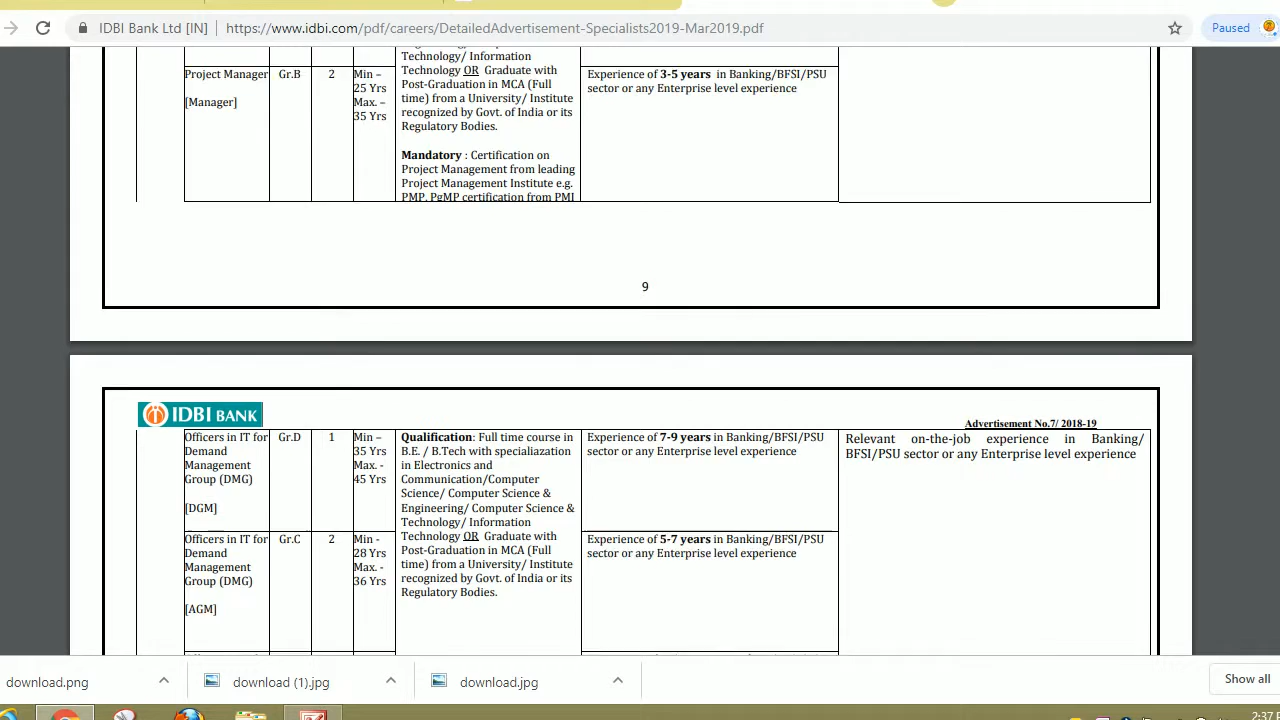 IDBI Bank Ltd [IN] https://www.idbi.com/pdf/careers/DetailedAdvertisement-Specialists2019-Mar2019.pdf
Paused
Technology/ Information
Technology OR Graduate with
Post-Graduation in MCA (Full
time) from a University/ Institute
recognized by Govt. of India or its
Regulatory Bodies.
Mandatory : Certification on
Project Management from leading
Project Management Institute e.g.
PMP, PgMP certification from PMI
Project Manager
[Manager]
Gr.B
2
Min –
25 Yrs
Max. –
35 Yrs
Experience of 3-5 years in Banking/BFSI/PSU
sector or any Enterprise level experience
9
IDBI BANK
Advertisement No.7/ 2018-19
Officers in IT for
Demand
Management
Group (DMG)
[DGM]
Gr.D
1
Min –
35 Yrs
Max. -
45 Yrs
Qualification: Full time course in
B.E. / B.Tech with specialiazation
in Electronics and
Communication/Computer
Science/ Computer Science &
Engineering/ Computer Science &
Technology/ Information
Technology OR Graduate with
Post-Graduation in MCA (Full
time) from a University/ Institute
recognized by Govt. of India or its
Regulatory Bodies.
Experience of 7-9 years in Banking/BFSI/PSU
sector or any Enterprise level experience
Relevant on-the-job experience in Banking/
BFSI/PSU sector or any Enterprise level experience
Officers in IT for
Demand
Management
Group (DMG)
[AGM]
Gr.C
2
Min -
28 Yrs
Max. -
36 Yrs
Experience of 5-7 years in Banking/BFSI/PSU
sector or any Enterprise level experience
download.png
download (1).jpg
download.jpg
Show all
2:37